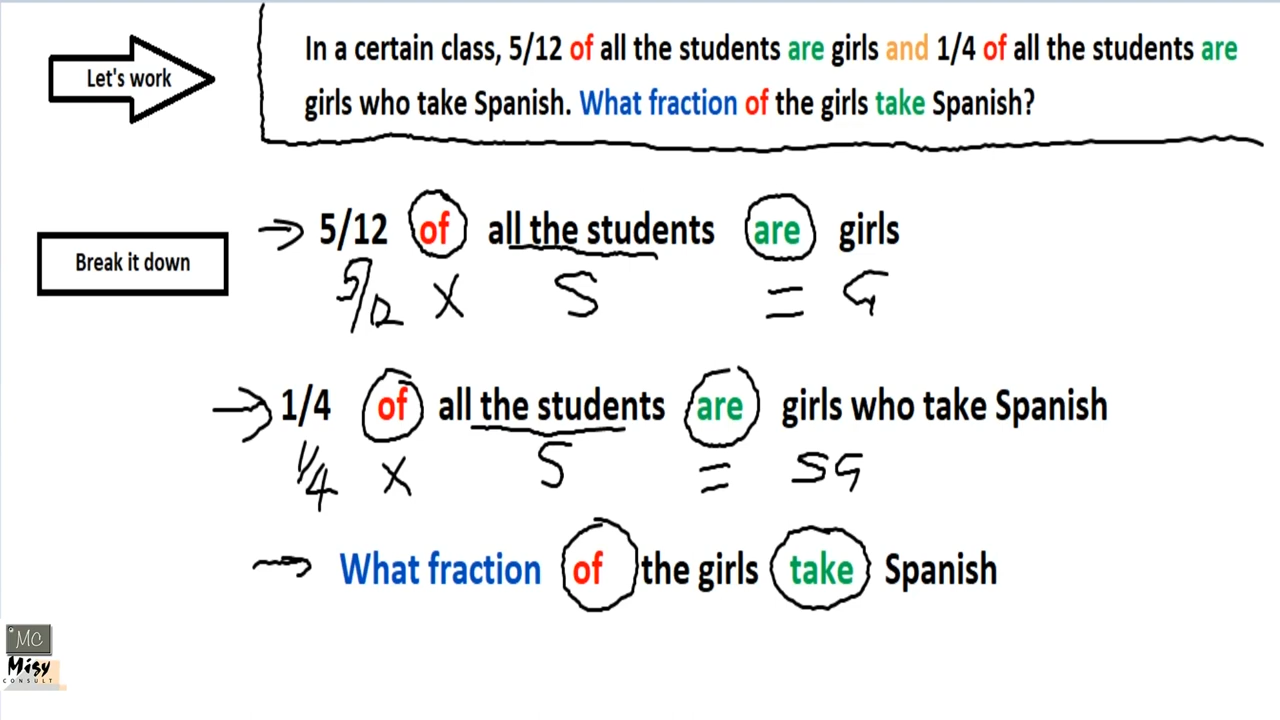 Let's work
In a certain class, 5/12 of all the students are girls and 1/4 of all the students are
girls who take Spanish. What fraction of the girls take Spanish?
Break it down
5/12 of all the students are girls
5/12 X S = G
1/4 of all the students are girls who take Spanish
1/4 X S = SG
What fraction of the girls take Spanish
MC
Misy
CONSULT